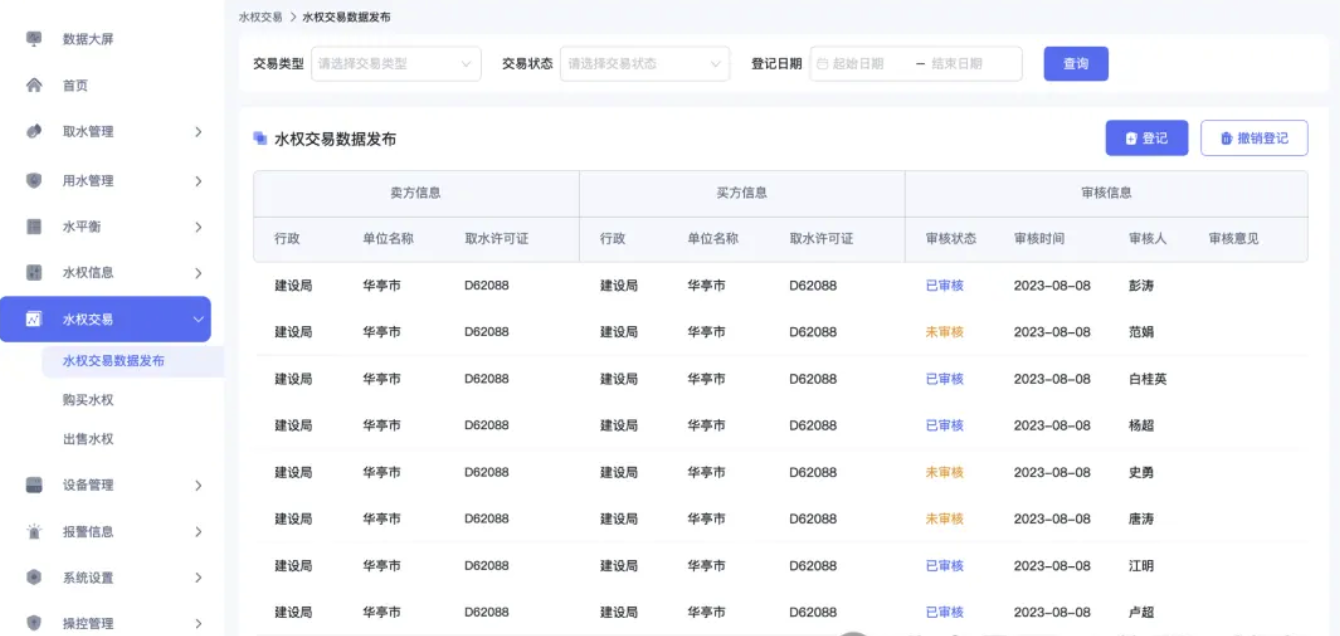 水权交易 > 水权交易数据发布
数据大屏
首页
取水管理
用水管理
水平衡
水权信息
水权交易
水权交易数据发布
购买水权
出售水权
设备管理
报警信息
系统设置
操控管理
交易类型 请选择交易类型 交易状态 请选择交易状态 登记日期 起始日期 – 结束日期 查询
水权交易数据发布 登记 撤销登记
卖方信息 买方信息 审核信息
行政 单位名称 取水许可证 行政 单位名称 取水许可证 审核状态 审核时间 审核人 审核意见
建设局 华亭市 D62088 建设局 华亭市 D62088 已审核 2023-08-08 彭涛
建设局 华亭市 D62088 建设局 华亭市 D62088 未审核 2023-08-08 范娟
建设局 华亭市 D62088 建设局 华亭市 D62088 已审核 2023-08-08 白桂英
建设局 华亭市 D62088 建设局 华亭市 D62088 已审核 2023-08-08 杨超
建设局 华亭市 D62088 建设局 华亭市 D62088 未审核 2023-08-08 史勇
建设局 华亭市 D62088 建设局 华亭市 D62088 未审核 2023-08-08 唐涛
建设局 华亭市 D62088 建设局 华亭市 D62088 已审核 2023-08-08 江明
建设局 华亭市 D62088 建设局 华亭市 D62088 已审核 2023-08-08 卢超